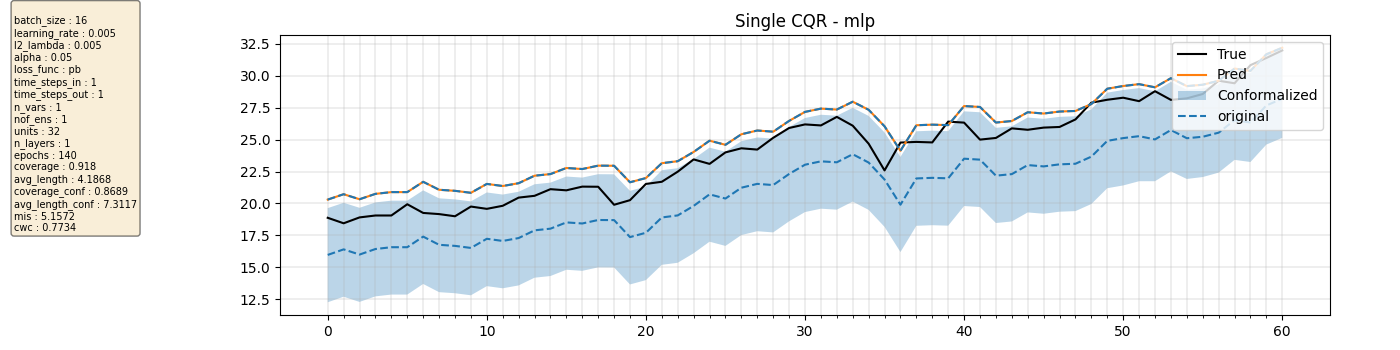 batch_size : 16
learning_rate : 0.005
l2_lambda : 0.005
alpha : 0.05
loss_func : pb
time_steps_in : 1
time_steps_out : 1
n_vars : 1
nof_ens : 1
units : 32
n_layers : 1
epochs : 140
coverage : 0.918
avg_length : 4.1868
coverage_conf : 0.8689
avg_length_conf : 7.3117
mis : 5.1572
cwc : 0.7734
Single CQR - mlp
32.5
30.0
27.5
25.0
22.5
20.0
17.5
15.0
12.5
True
Pred
Conformalized
original
0 10 20 30 40 50 60